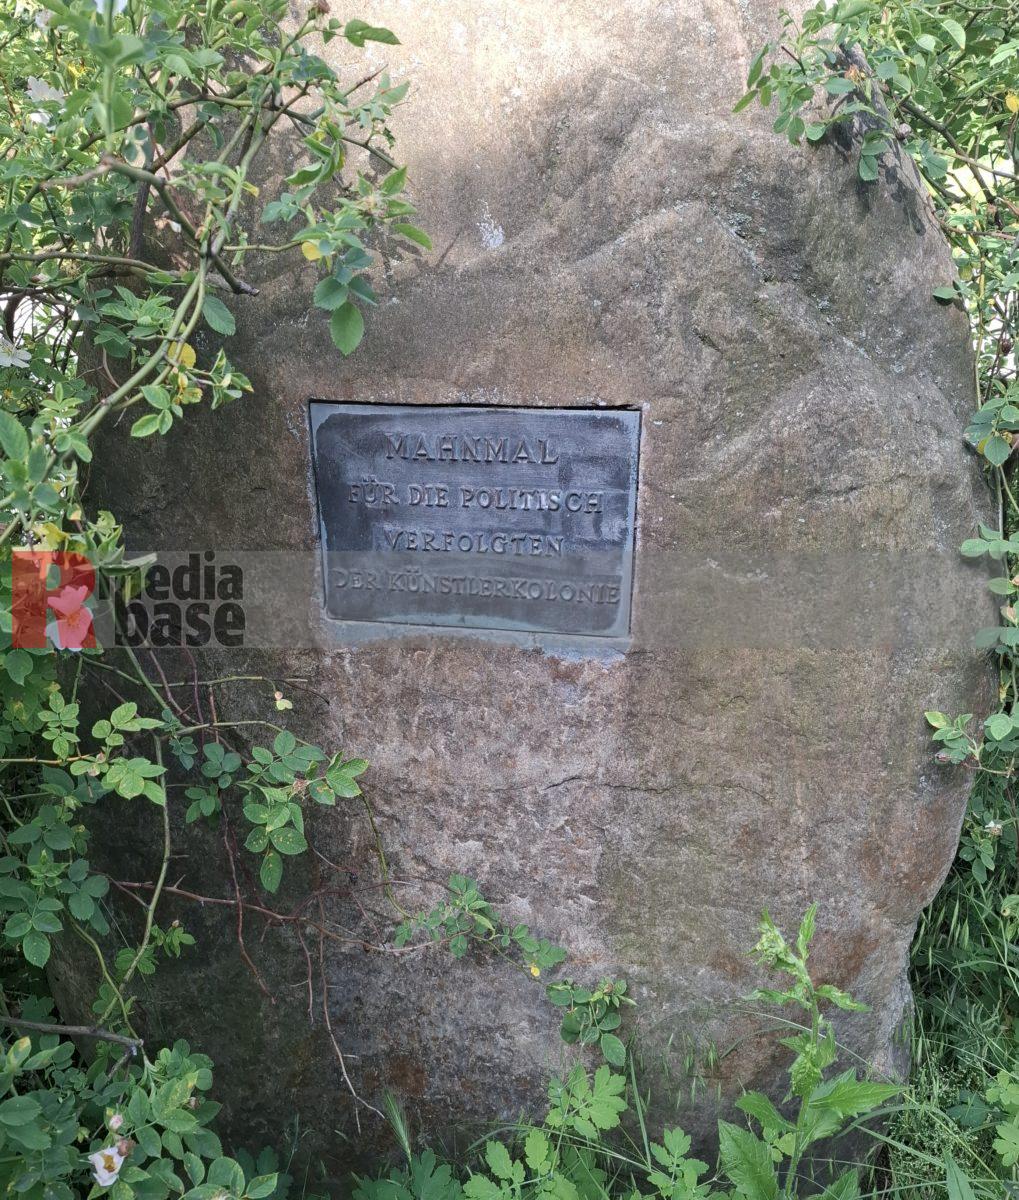 MAHNMAL
FÜR DIE POLITISCH
VERFOLGTEN
DER KÜNSTLERKOLONIE
R media
base